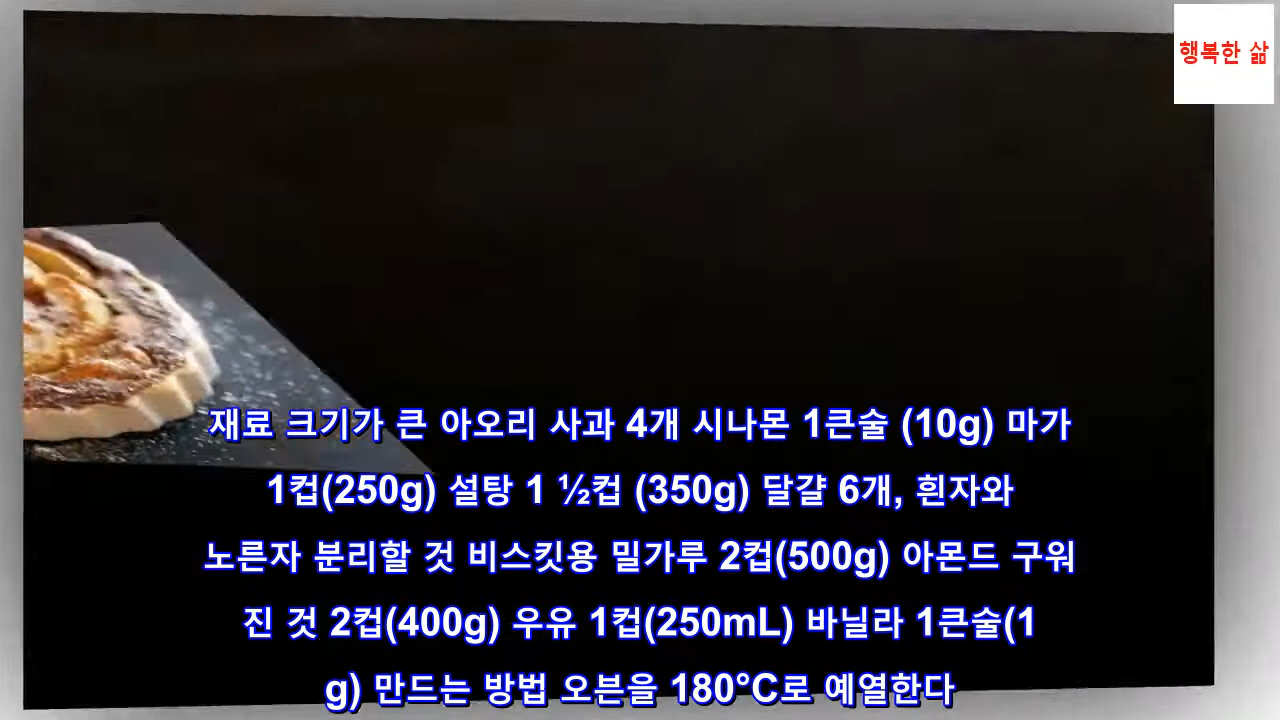 행복한 삶
재료 크기가 큰 아오리 사과 4개 시나몬 1큰술 (10g) 마가
1컵(250g) 설탕 1 ½컵 (350g) 달걀 6개, 흰자와
노른자 분리할 것 비스킷용 밀가루 2컵(500g) 아몬드 구워
진 것 2컵(400g) 우유 1컵(250mL) 바닐라 1큰술(1
g) 만드는 방법 오븐을 180°C로 예열한다